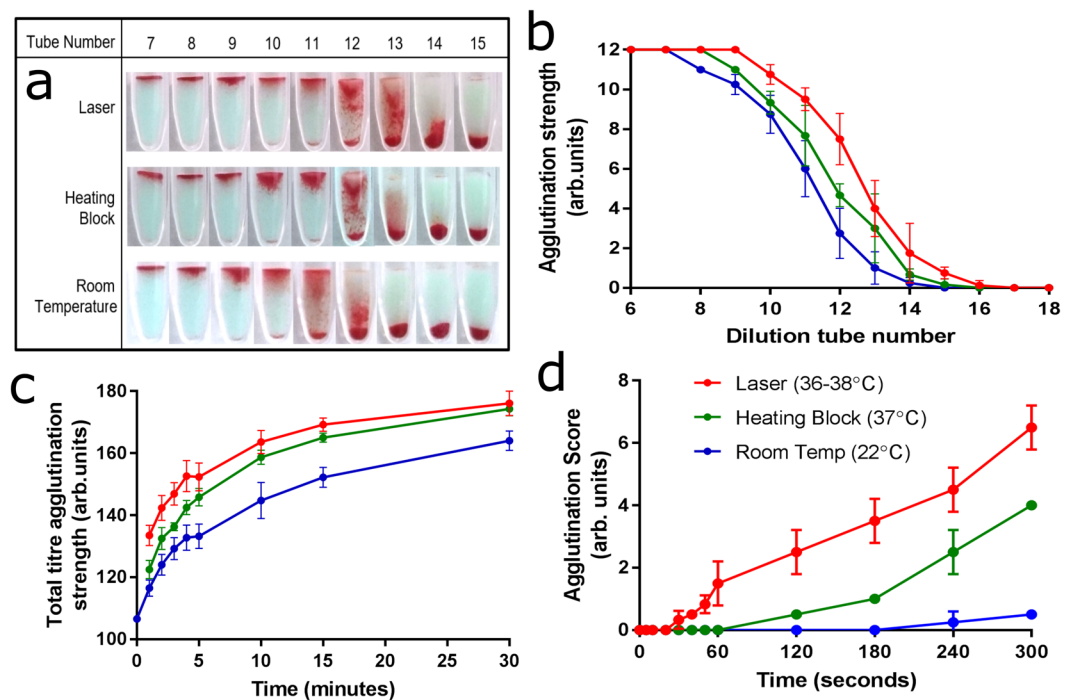 a
Tube Number 7 8 9 10 11 12 13 14 15
Laser
Heating
Block
Room
Temperature
b
Agglutination strength
(arb.units)
12
10
8
6
4
2
0
6 8 10 12 14 16 18
Dilution tube number
c
Total titre agglutination
strength (arb.units)
180
160
140
120
100
0 5 10 15 20 25 30
Time (minutes)
d
Agglutination Score
(arb. units)
8
6
4
2
0
Laser (36-38°C)
Heating Block (37°C)
Room Temp (22°C)
0 60 120 180 240 300
Time (seconds)